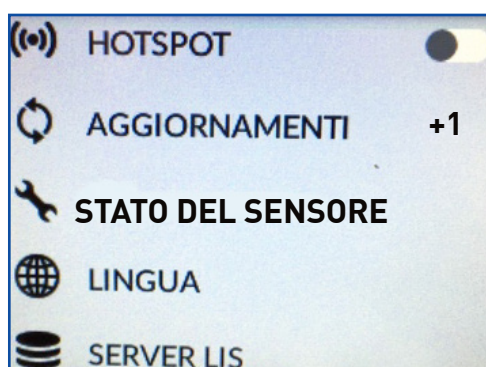 HOTSPOT
AGGIORNAMENTI +1
STATO DEL SENSORE
LINGUA
SERVER LIS